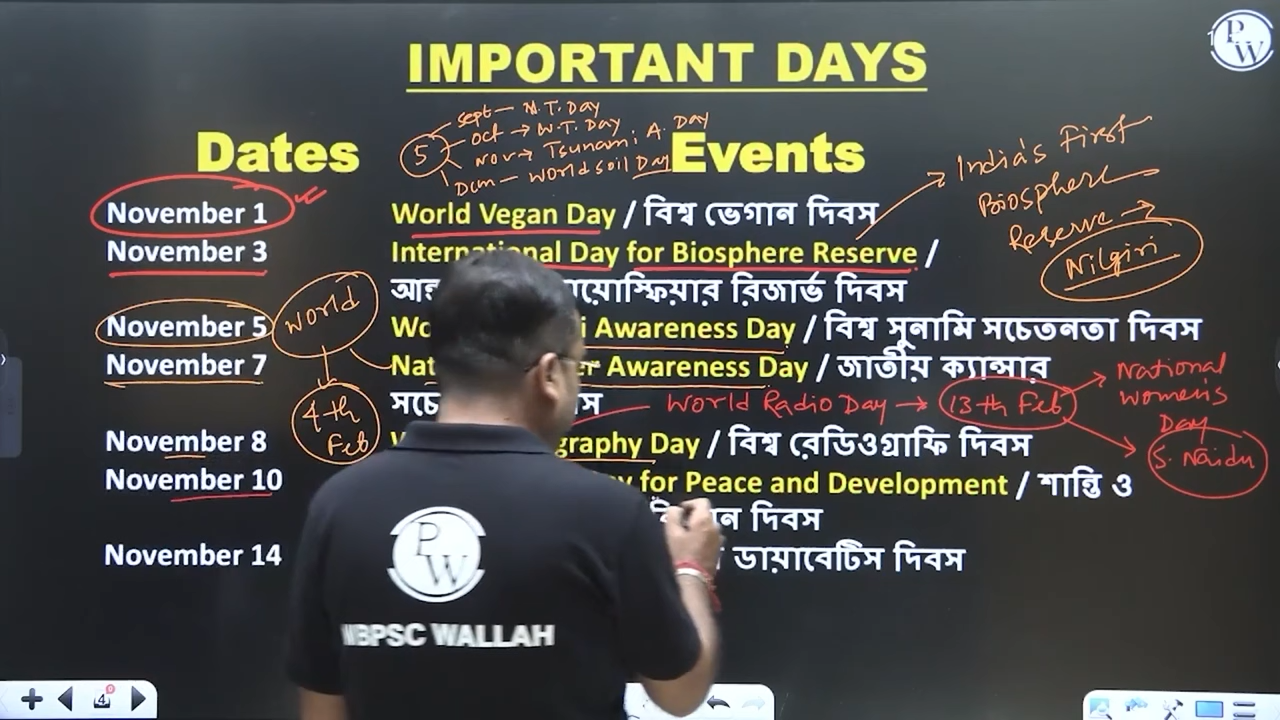 IMPORTANT DAYS
PW
Dates
Events
5
Sept — N.T. Day
Oct → W.T. Day
Nov → Tsunami A. Day
Dcm — World soil Day
India's First
Biosphere
Reserve →
Nilgiri
November 1
World Vegan Day / বিশ্ব ভেগান দিবস
November 3
International Day for Biosphere Reserve /
য়োস্ফিয়ার রিজার্ভ দিবস
November 5
World
i Awareness Day / বিশ্ব সুনামি সচেতনতা দিবস
November 7
Awareness Day / জাতীয় ক্যান্সার
4th
Feb
World Radio Day → 13th Feb
National
Women's
Day
S. Naidu
November 8
graphy Day / বিশ্ব রেডিওগ্রাফি দিবস
November 10
for Peace and Development / শান্তি ও
দিবস
November 14
ডায়াবেটিস দিবস
PW
WBPSC WALLAH
4